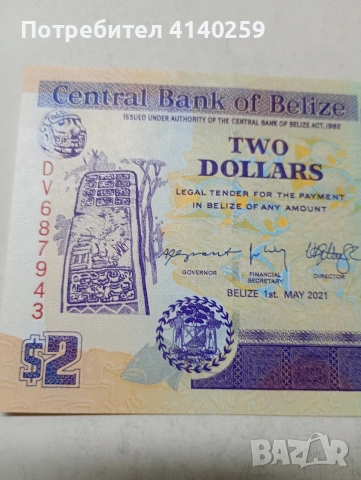 Потребител 4140259
Central Bank of Belize
ISSUED UNDER AUTHORITY OF THE CENTRAL BANK OF BELIZE ACT, 1982
TWO
DOLLARS
LEGAL TENDER FOR THE PAYMENT
IN BELIZE OF ANY AMOUNT
DV687943
GOVERNOR
FINANCIAL
SECRETARY
DIRECTOR
BELIZE 1st. MAY 2021
$2
BAZAR